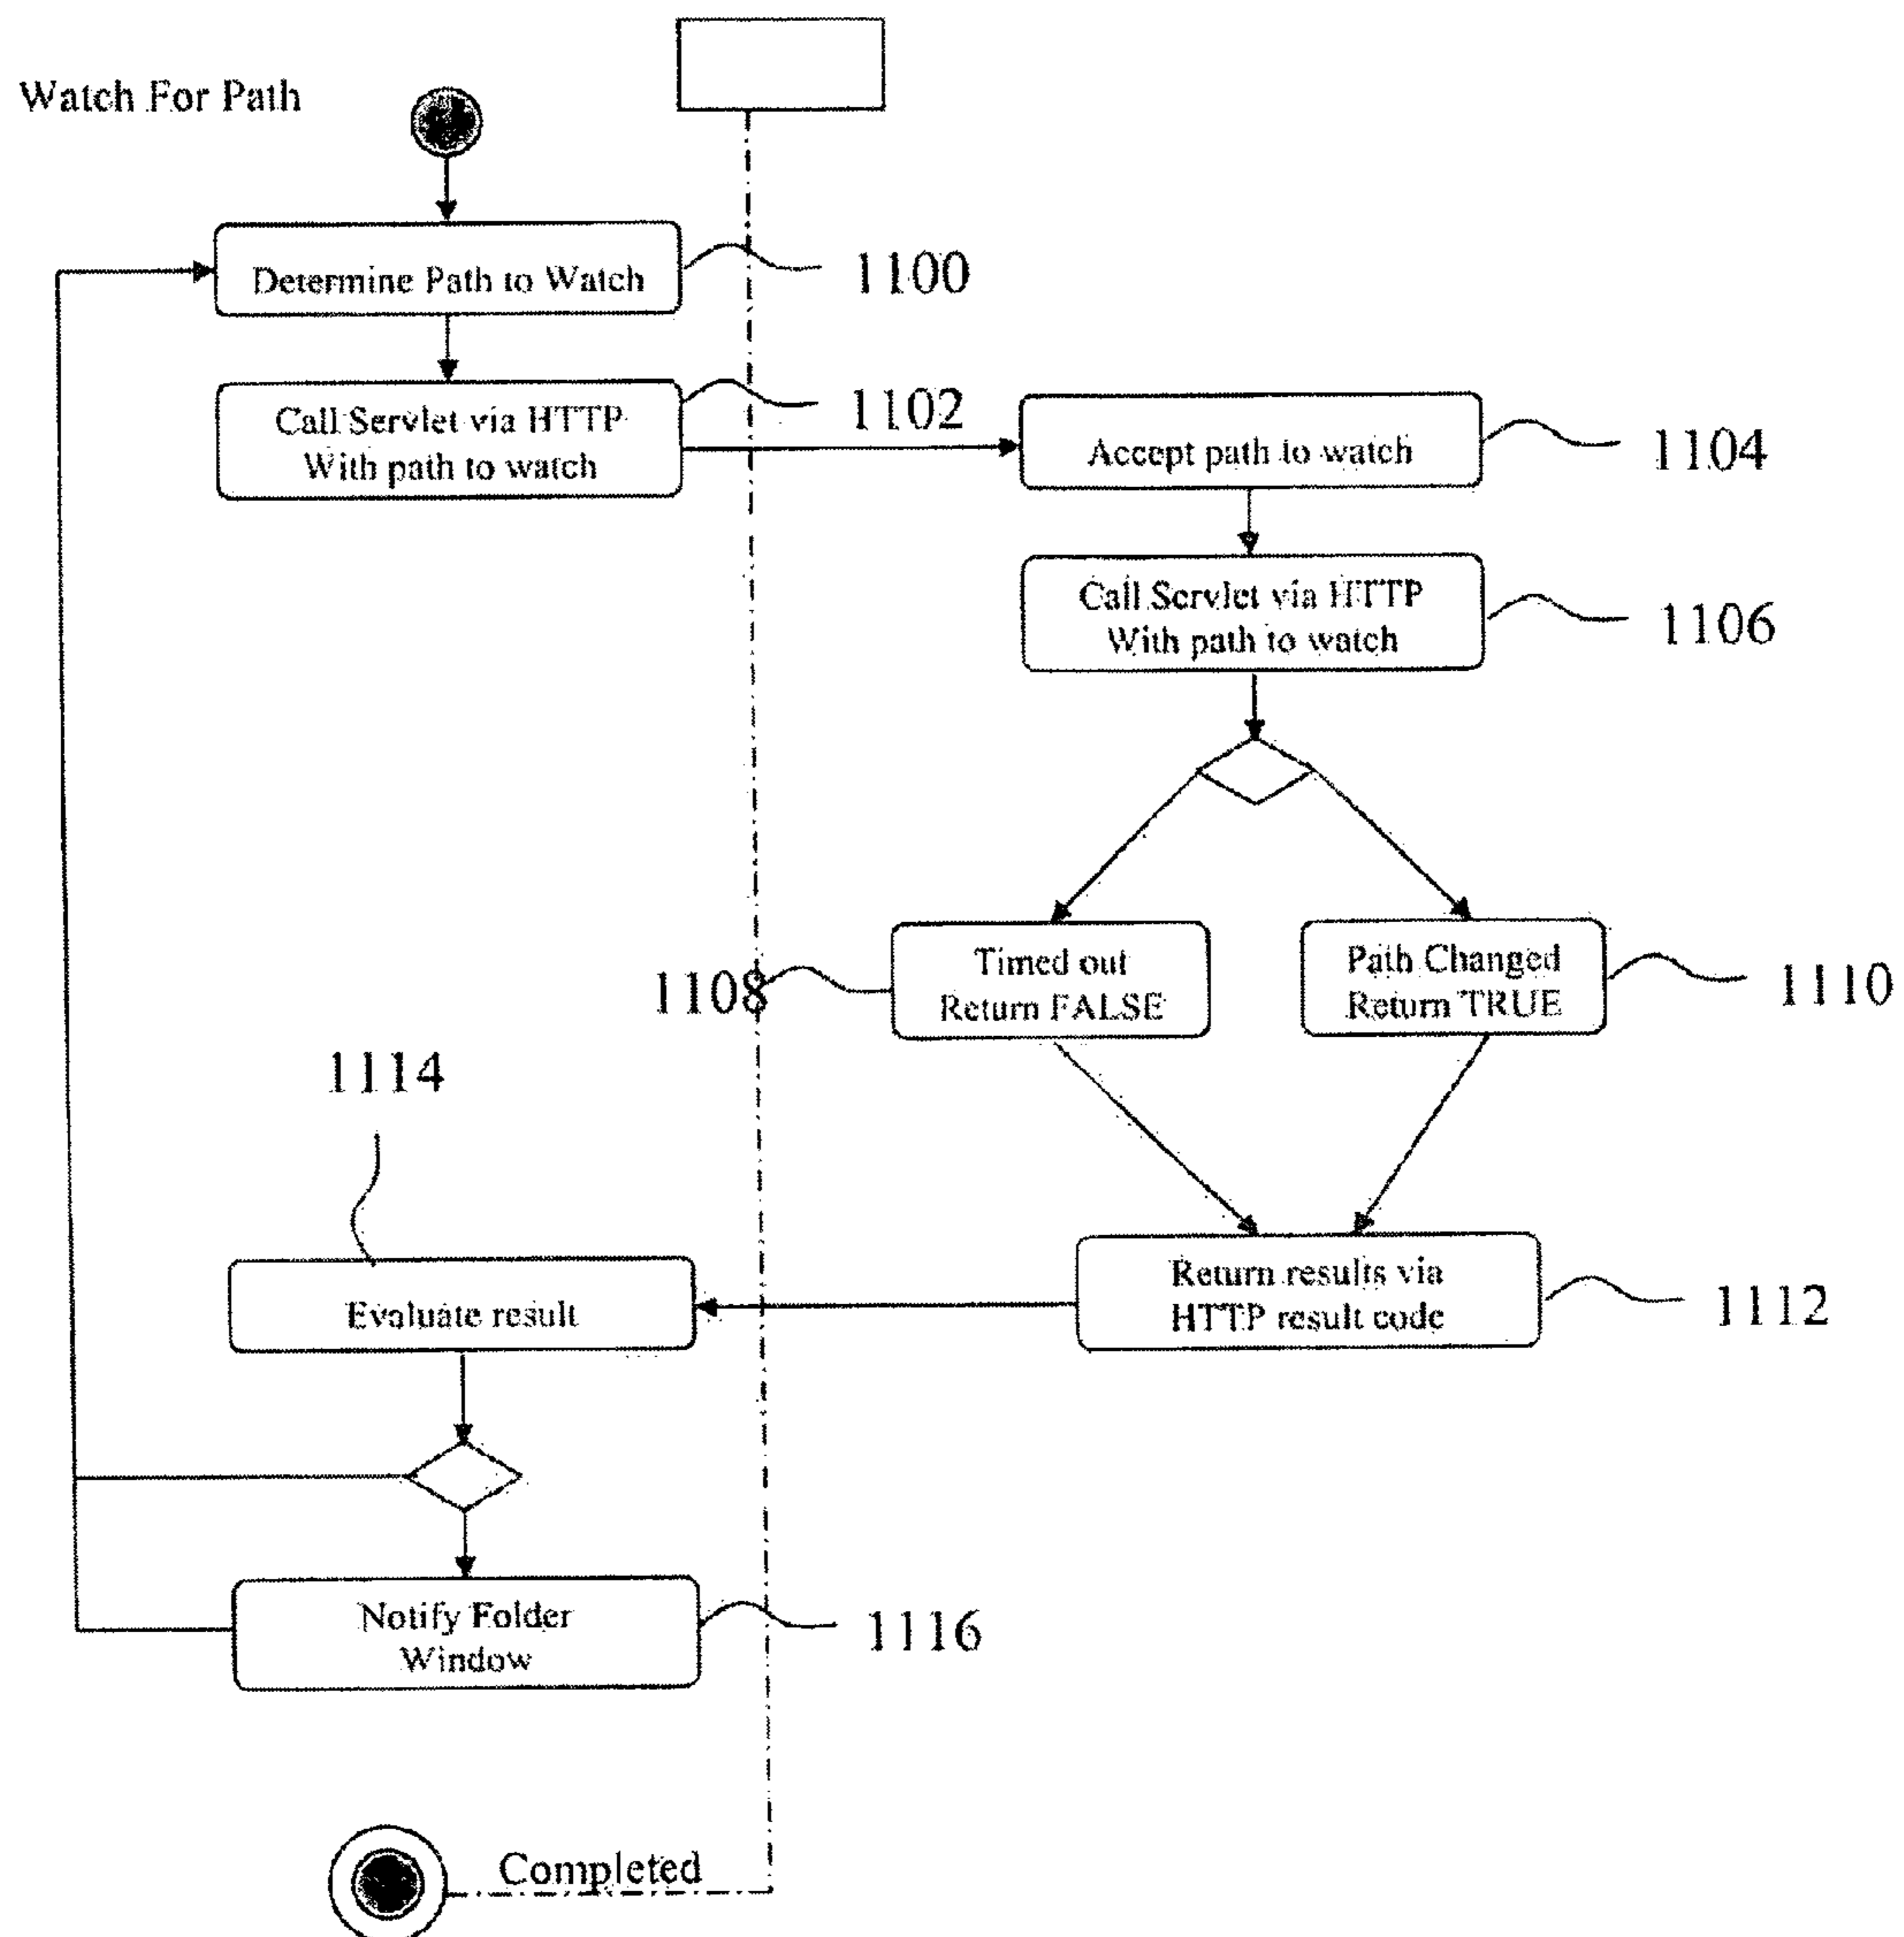 Watch For Path
Determine Path to Watch
1100
Call Servlet via HTTP
With path to watch
1102
Accept path to watch
1104
Call Servlet via HTTP
With path to watch
1106
Timed out
Return FALSE
1108
Path Changed
Return TRUE
1110
1114
Evaluate result
Return results via
HTTP result code
1112
Notify Folder
Window
1116
Completed